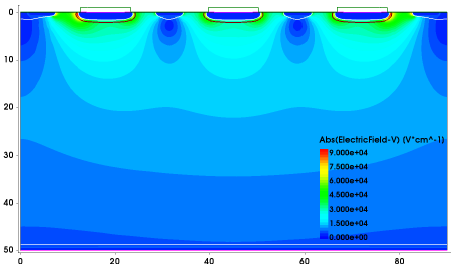 0
10
20
30
40
50
Abs(ElectricField-V) (V*cm^-1)
9.000e+04
7.500e+04
6.000e+04
4.500e+04
3.000e+04
1.500e+04
0.000e+00
0 20 40 60 80